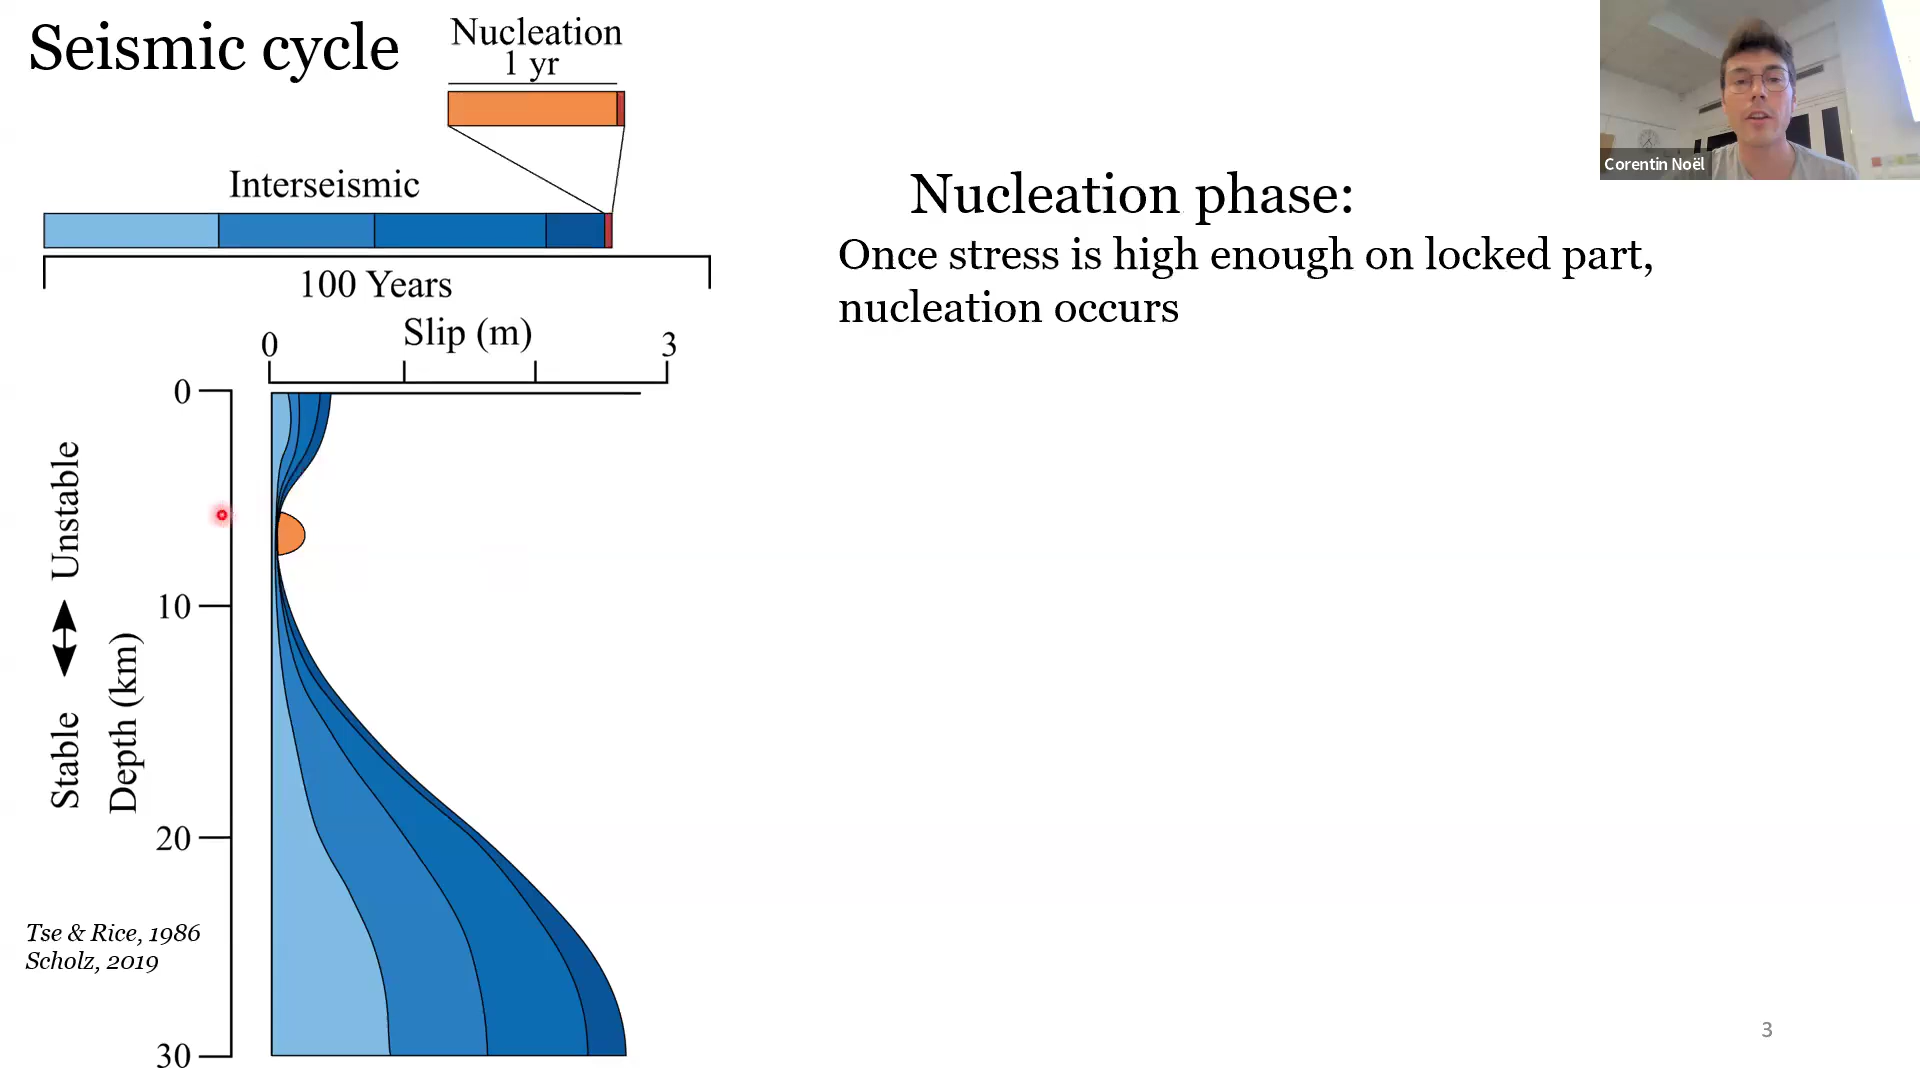 Seismic cycle
Nucleation
1 yr
Interseismic
100 Years
Slip (m)
0
3
0
10
20
30
Unstable
Stable
Depth (km)
Tse & Rice, 1986
Scholz, 2019
Nucleation phase:
Once stress is high enough on locked part,
nucleation occurs
Corentin Noël
3